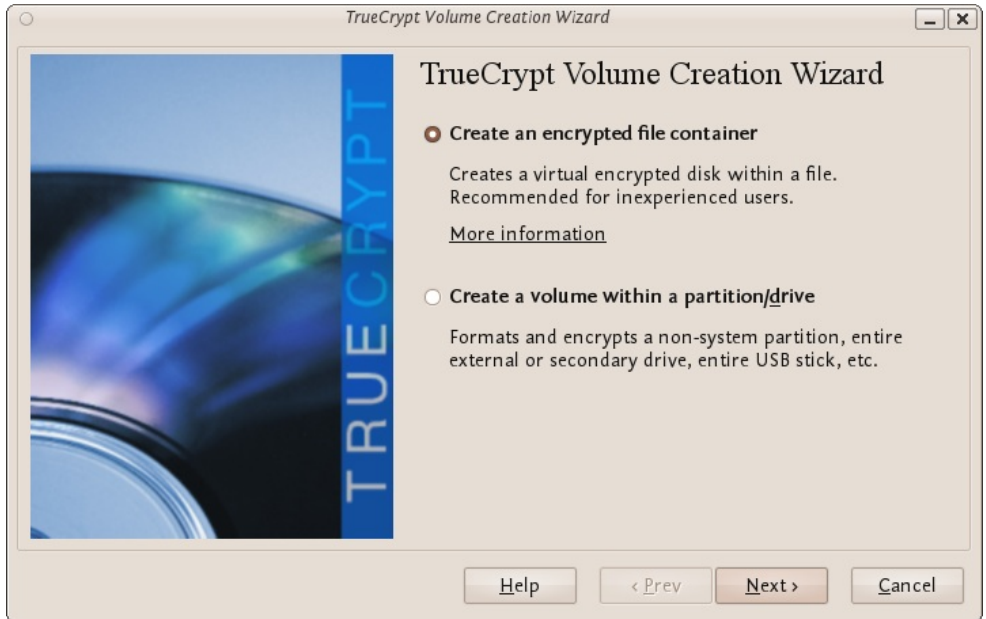 TrueCrypt Volume Creation Wizard
TRUECRYPT
TrueCrypt Volume Creation Wizard
Create an encrypted file container
Creates a virtual encrypted disk within a file.
Recommended for inexperienced users.
More information
Create a volume within a partition/drive
Formats and encrypts a non-system partition, entire
external or secondary drive, entire USB stick, etc.
Help
< Prev
Next >
Cancel